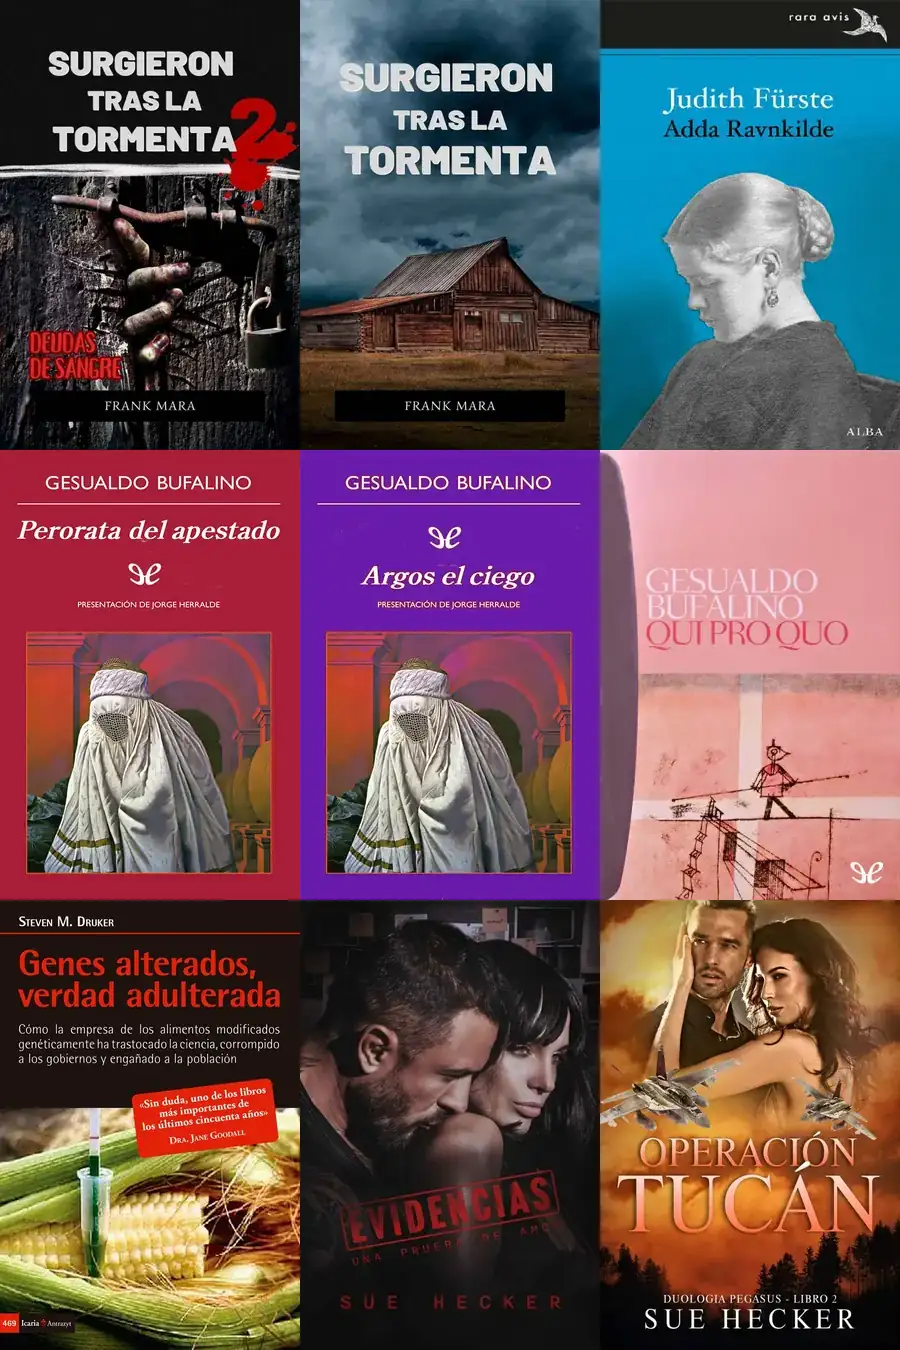 SURGIERON
TRAS LA
TORMENTA
2
DEUDAS
DE SANGRE
FRANK MARA
SURGIERON
TRAS LA
TORMENTA
FRANK MARA
rara avis
Judith Fürste
Adda Ravnkilde
ALBA
GESUALDO BUFALINO
Perorata del apestado
PRESENTACIÓN DE JORGE HERRALDE
GESUALDO BUFALINO
Argos el ciego
PRESENTACIÓN DE JORGE HERRALDE
GESUALDO
BUFALINO
QUI PRO QUO
STEVEN M. DRUKER
Genes alterados,
verdad adulterada
Cómo la empresa de los alimentos modificados
genéticamente ha trastocado la ciencia, corrompido
a los gobiernos y engañado a la población
«Sin duda, uno de los libros
más importantes de
los últimos cincuenta años»
DRA. JANE GOODALL
469 Icaria Antrazyt
EVIDENCIAS
UNA PRUEBA DE AMOR
SUE HECKER
OPERACIÓN
TUCÁN
DUOLOGIA PEGASUS - LIBRO 2
SUE HECKER